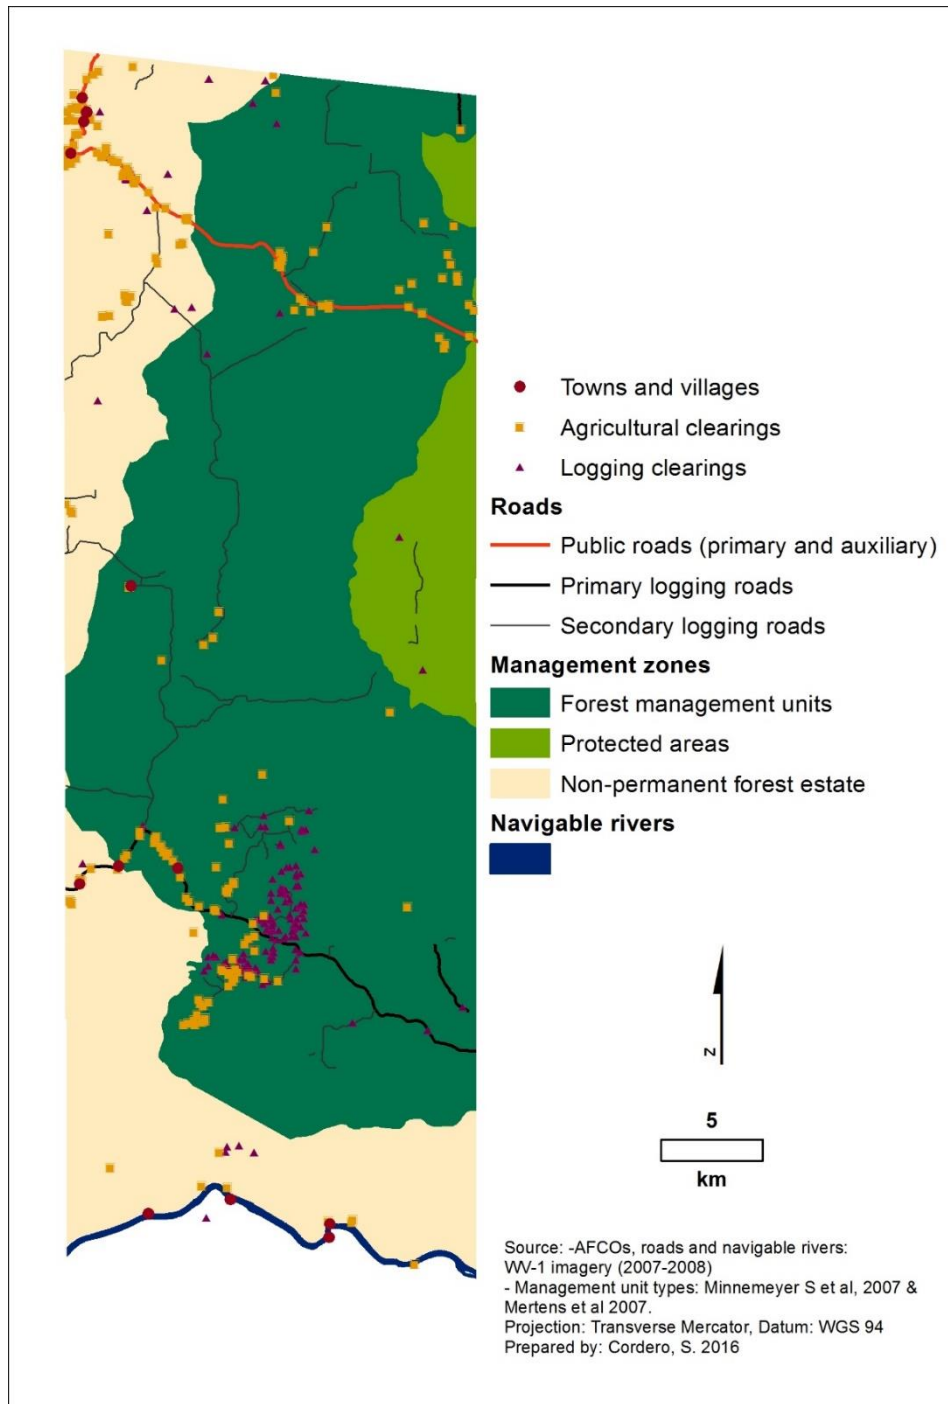 Towns and villages
Agricultural clearings
Logging clearings
Roads
Public roads (primary and auxiliary)
Primary logging roads
Secondary logging roads
Management zones
Forest management units
Protected areas
Non-permanent forest estate
Navigable rivers
N
5
km
Source: -AFCOs, roads and navigable rivers:
WV-1 imagery (2007-2008)
- Management unit types: Minnemeyer S et al, 2007 &
Mertens et al 2007.
Projection: Transverse Mercator, Datum: WGS 94
Prepared by: Cordero, S. 2016